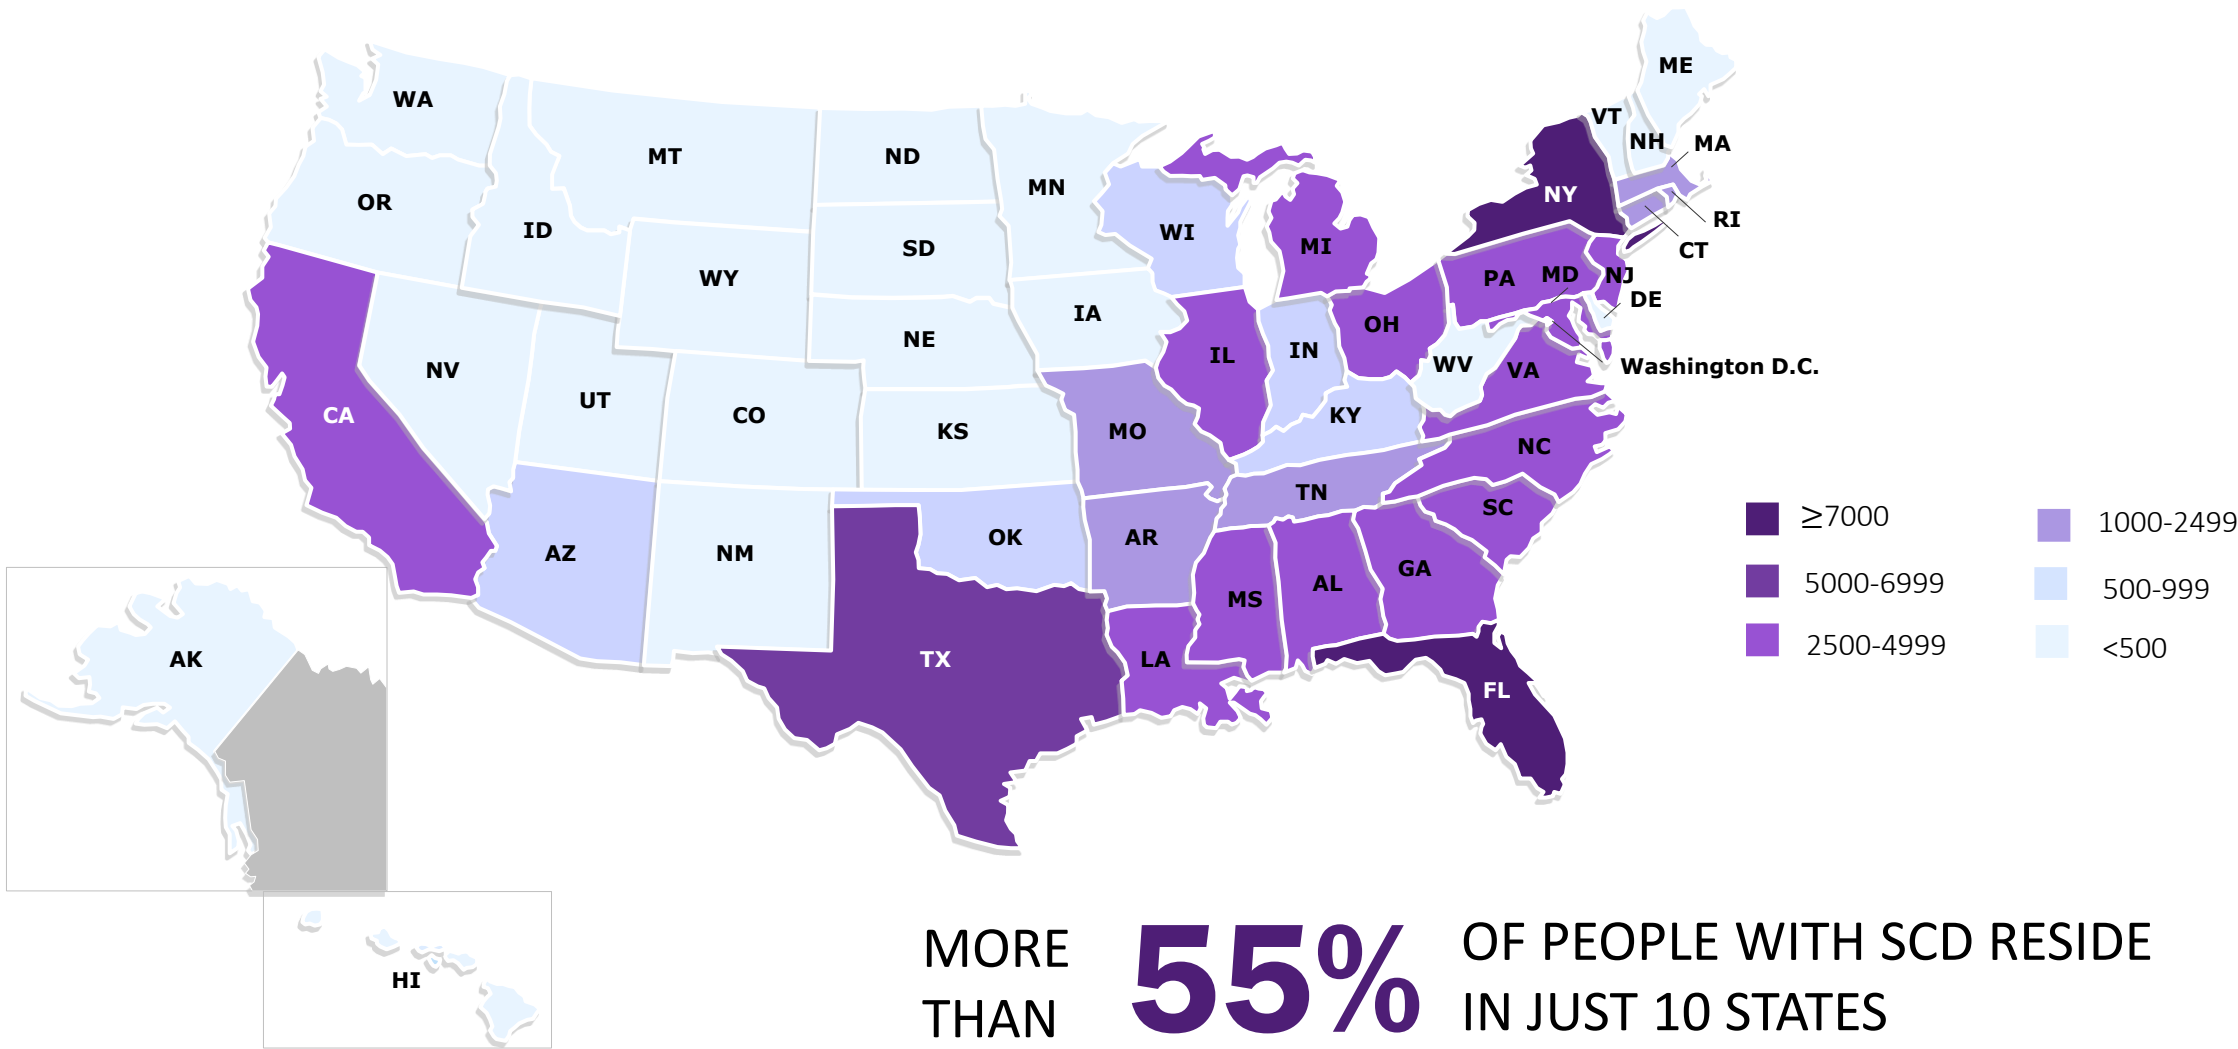 ME
WA
VT
NH
MA
MT
ND
MN
OR
NY
RI
ID
WI
SD
MI
CT
WY
PA
MD
NJ
DE
IA
OH
NE
IL
IN
WV
VA
Washington D.C.
NV
UT
CO
CA
KS
MO
KY
NC
TN
SC
AZ
NM
OK
AR
MS
AL
GA
AK
TX
LA
FL
HI
≥7000
5000-6999
2500-4999
1000-2499
500-999
<500
MORE
THAN
55%
OF PEOPLE WITH SCD RESIDE
IN JUST 10 STATES